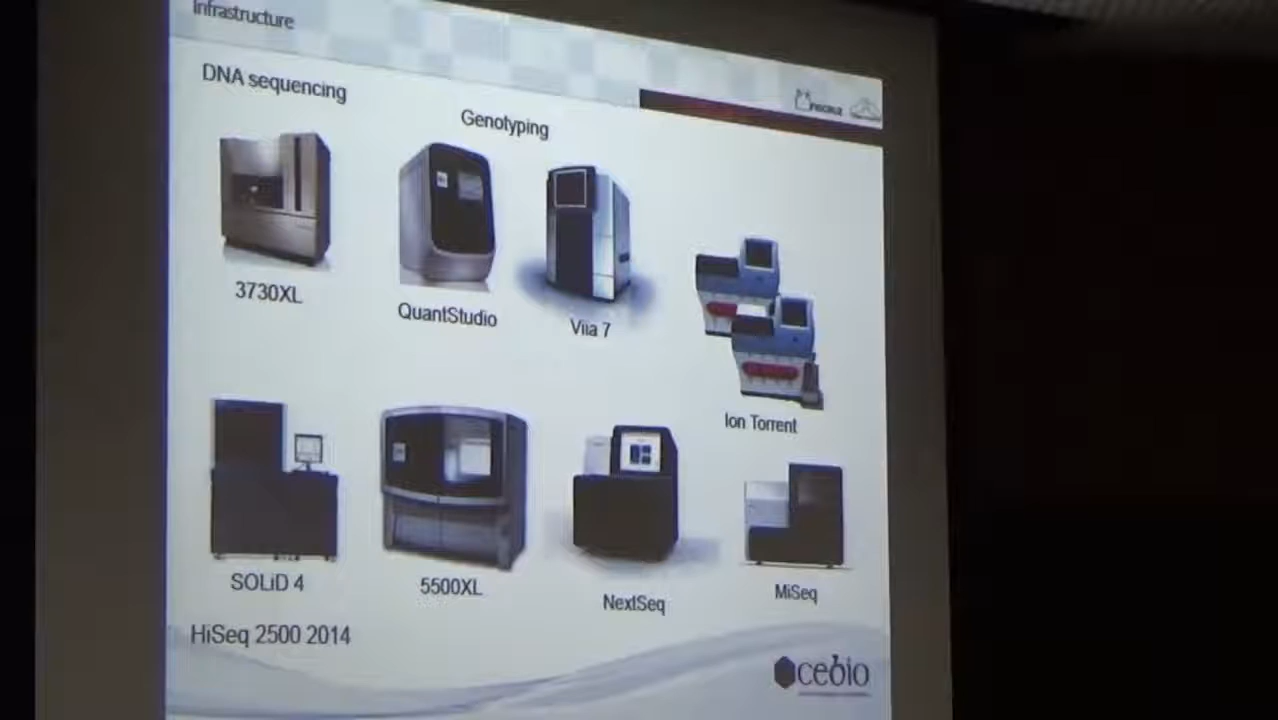 Infrastructure
DNA sequencing
Genotyping
3730XL
QuantStudio
Viia 7
Ion Torrent
SOLiD 4
5500XL
NextSeq
MiSeq
HiSeq 2500 2014
cebio